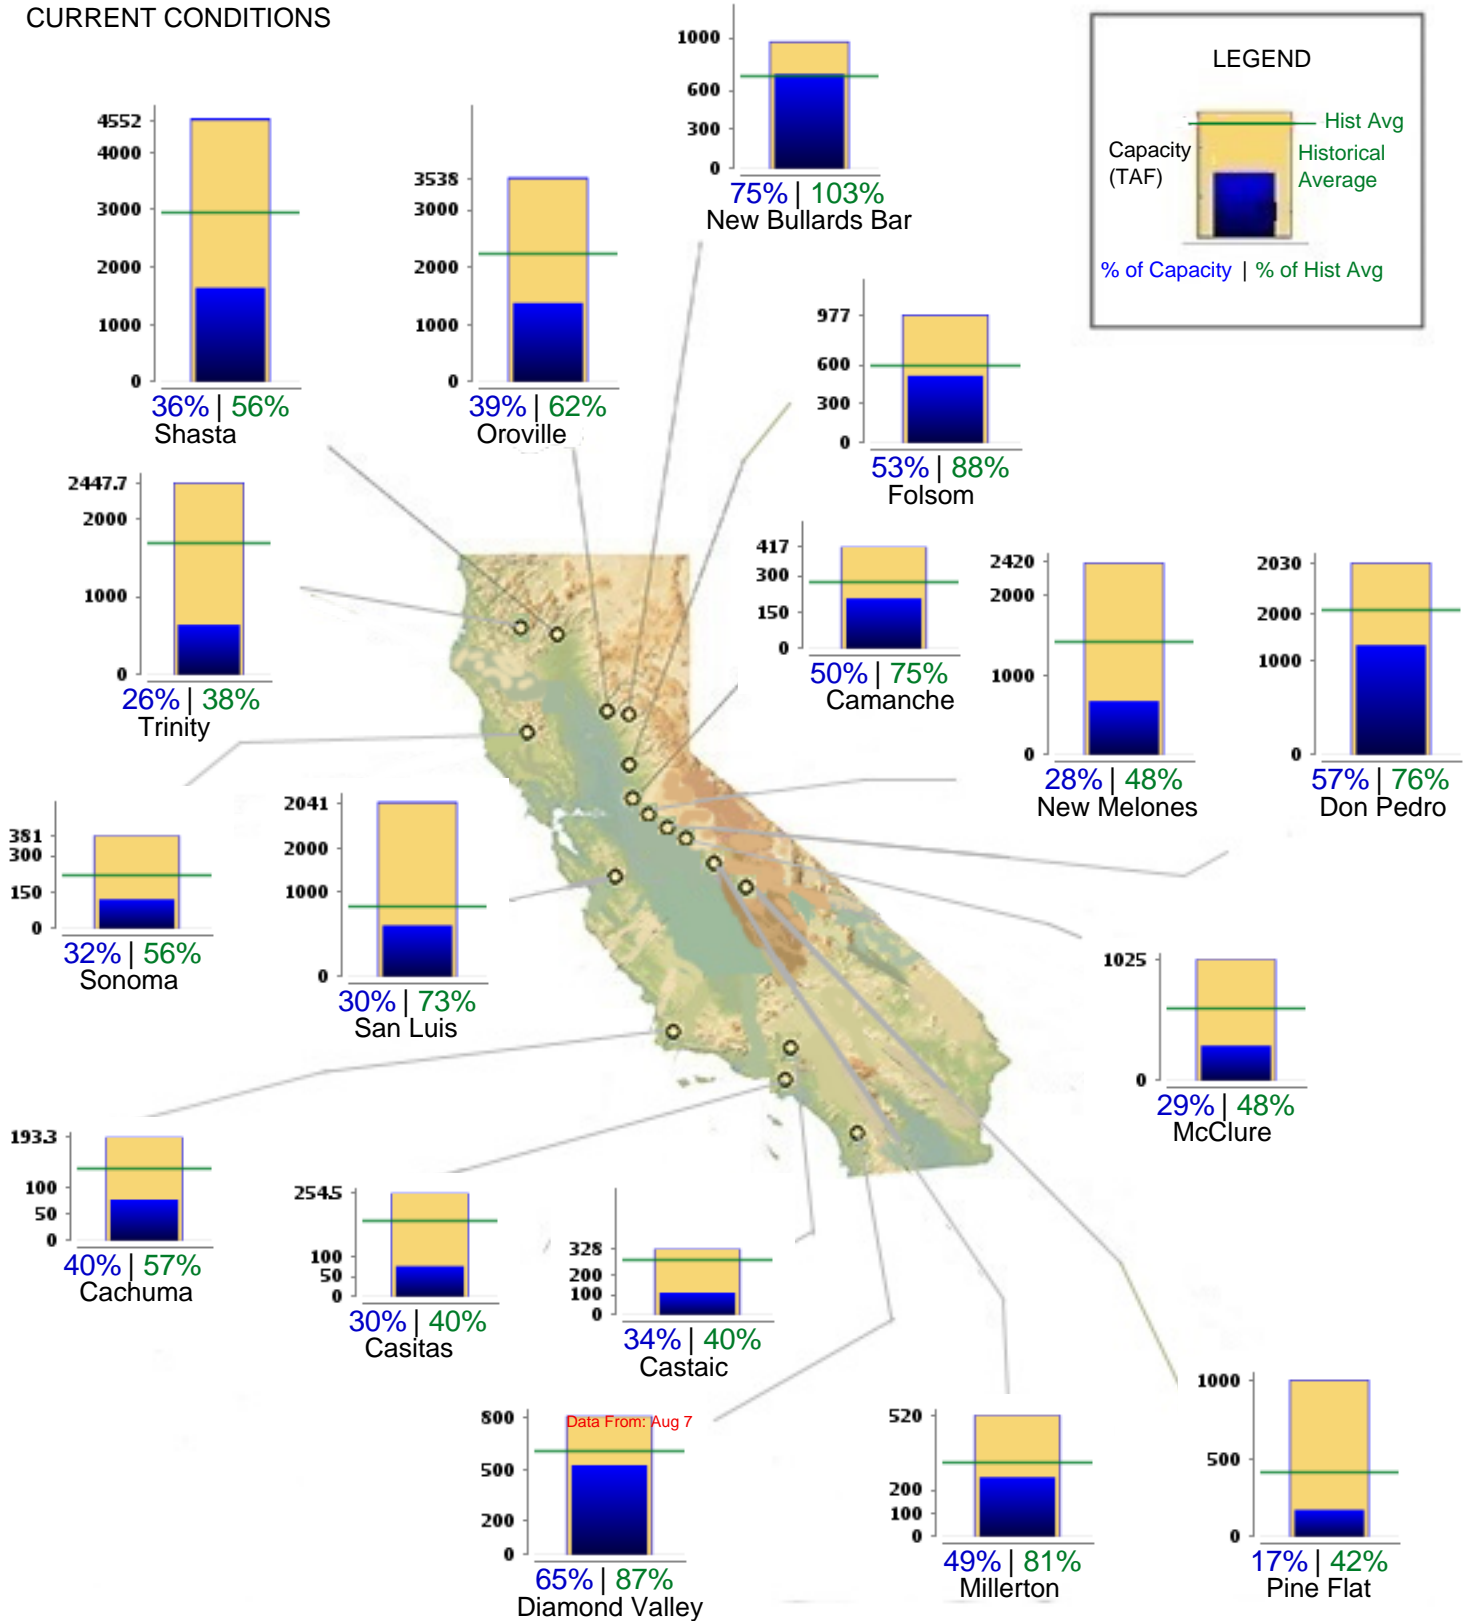 CURRENT CONDITIONS
LEGEND
Hist Avg
Capacity
(TAF)
Historical
Average
% of Capacity | % of Hist Avg
1000
600
300
0
75% | 103%
New Bullards Bar
4552
4000
3000
2000
1000
0
36% | 56%
Shasta
3538
3000
2000
1000
0
39% | 62%
Oroville
977
600
300
0
53% | 88%
Folsom
2447.7
2000
1000
0
26% | 38%
Trinity
417
300
150
0
50% | 75%
Camanche
2420
2000
1000
0
28% | 48%
New Melones
2030
2000
1000
0
57% | 76%
Don Pedro
381
300
150
0
32% | 56%
Sonoma
2041
2000
1000
0
30% | 73%
San Luis
1025
0
29% | 48%
McClure
193.3
100
50
0
40% | 57%
Cachuma
254.5
100
50
0
30% | 40%
Casitas
328
200
100
0
34% | 40%
Castaic
800
500
200
0
Data From: Aug 7
65% | 87%
Diamond Valley
520
200
100
0
49% | 81%
Millerton
1000
500
0
17% | 42%
Pine Flat